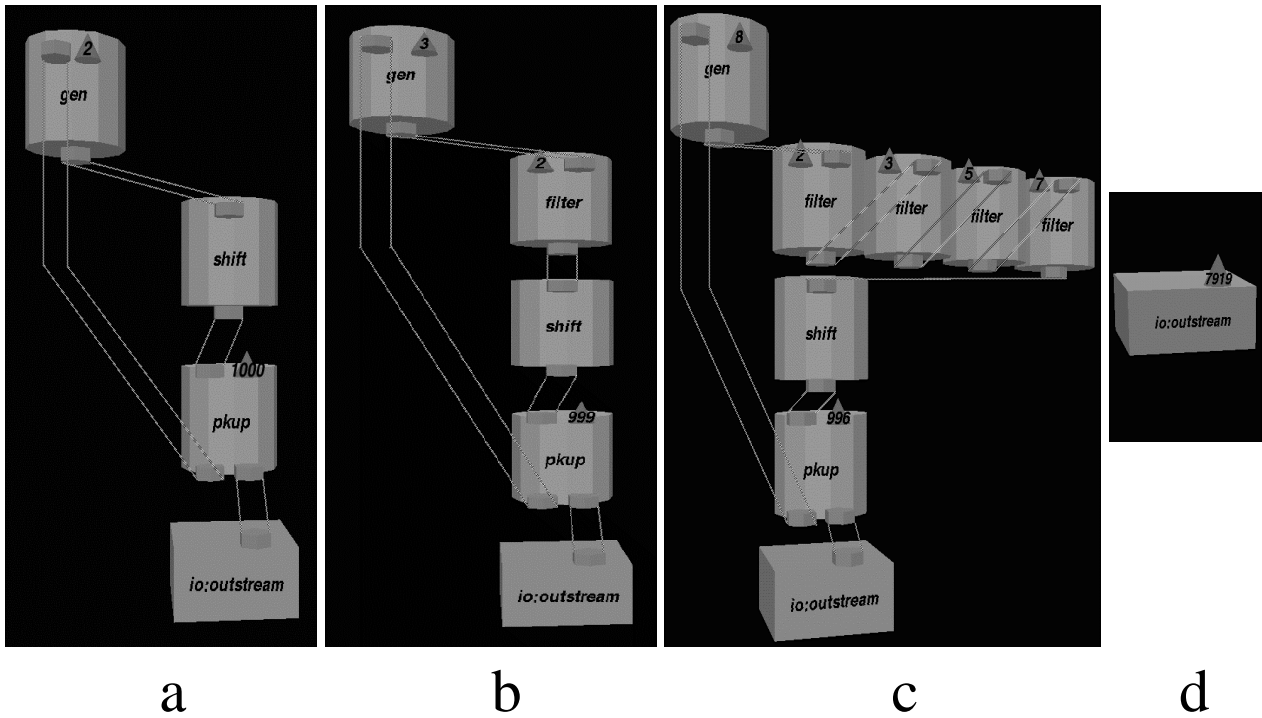 2
gen
shift
1000
pkup
io:outstream
a
3
gen
2
filter
shift
999
pkup
io:outstream
b
8
gen
2
filter
3
filter
5
filter
7
filter
shift
996
pkup
io:outstream
c
7919
io:outstream
d